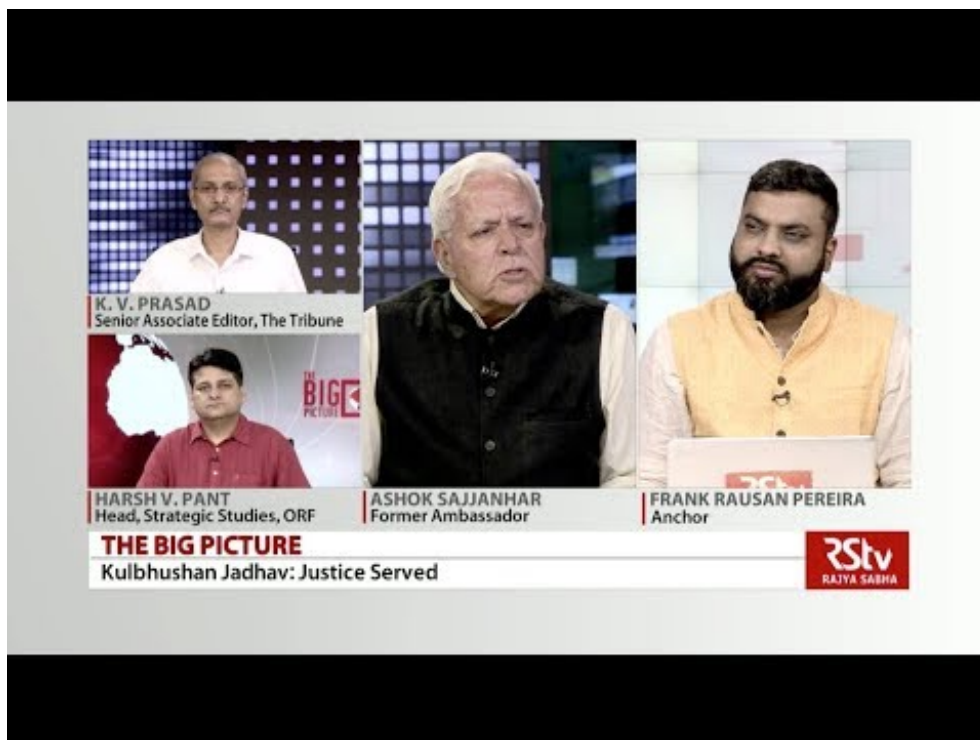 K. V. PRASAD
Senior Associate Editor, The Tribune
THE
BIG
PICTURE
HARSH V. PANT
Head, Strategic Studies, ORF
ASHOK SAJJANHAR
Former Ambassador
RStv
FRANK RAUSAN PEREIRA
Anchor
THE BIG PICTURE
Kulbhushan Jadhav: Justice Served
RStv
RAJYA SABHA